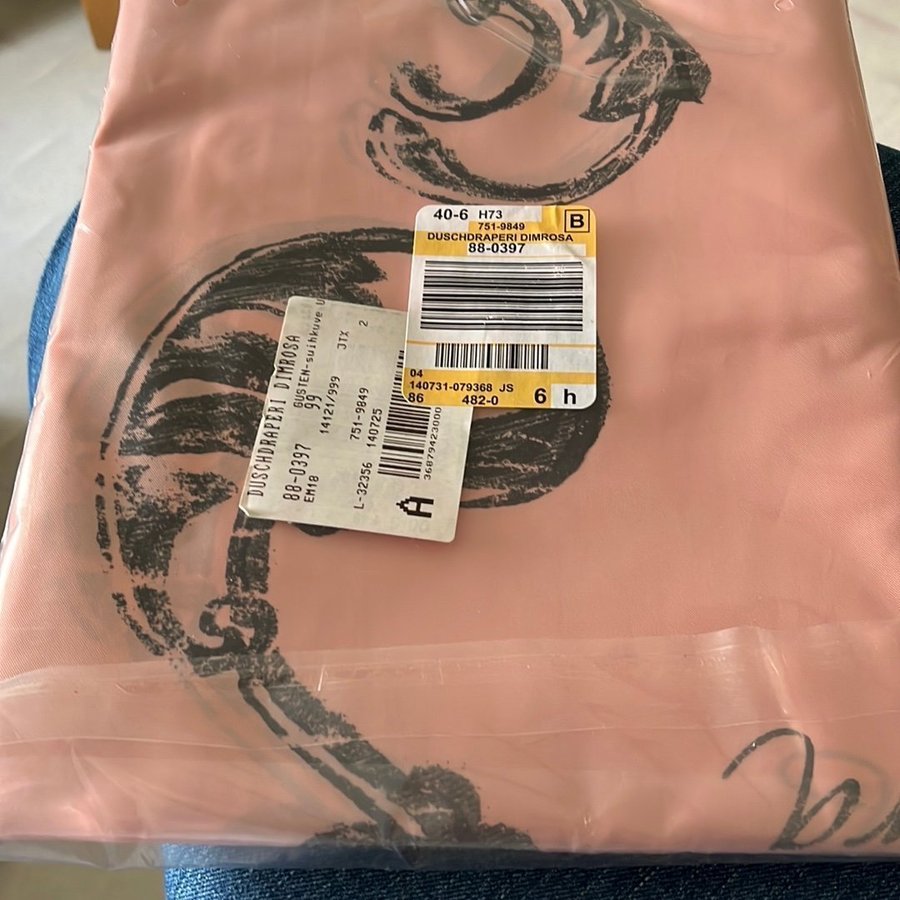 40-6 H73
B
751-9849
DUSCHDRAPERI DIMROSA
88-0397
04
140731-079368 JS
86 482-0 6 h
DUSCHDRAPERI DIMROSA
GUSTEN-suihkuve
88-0397 99
EM18 14121/999 JTX 2
751-9849
L-32356 140725
36879423000